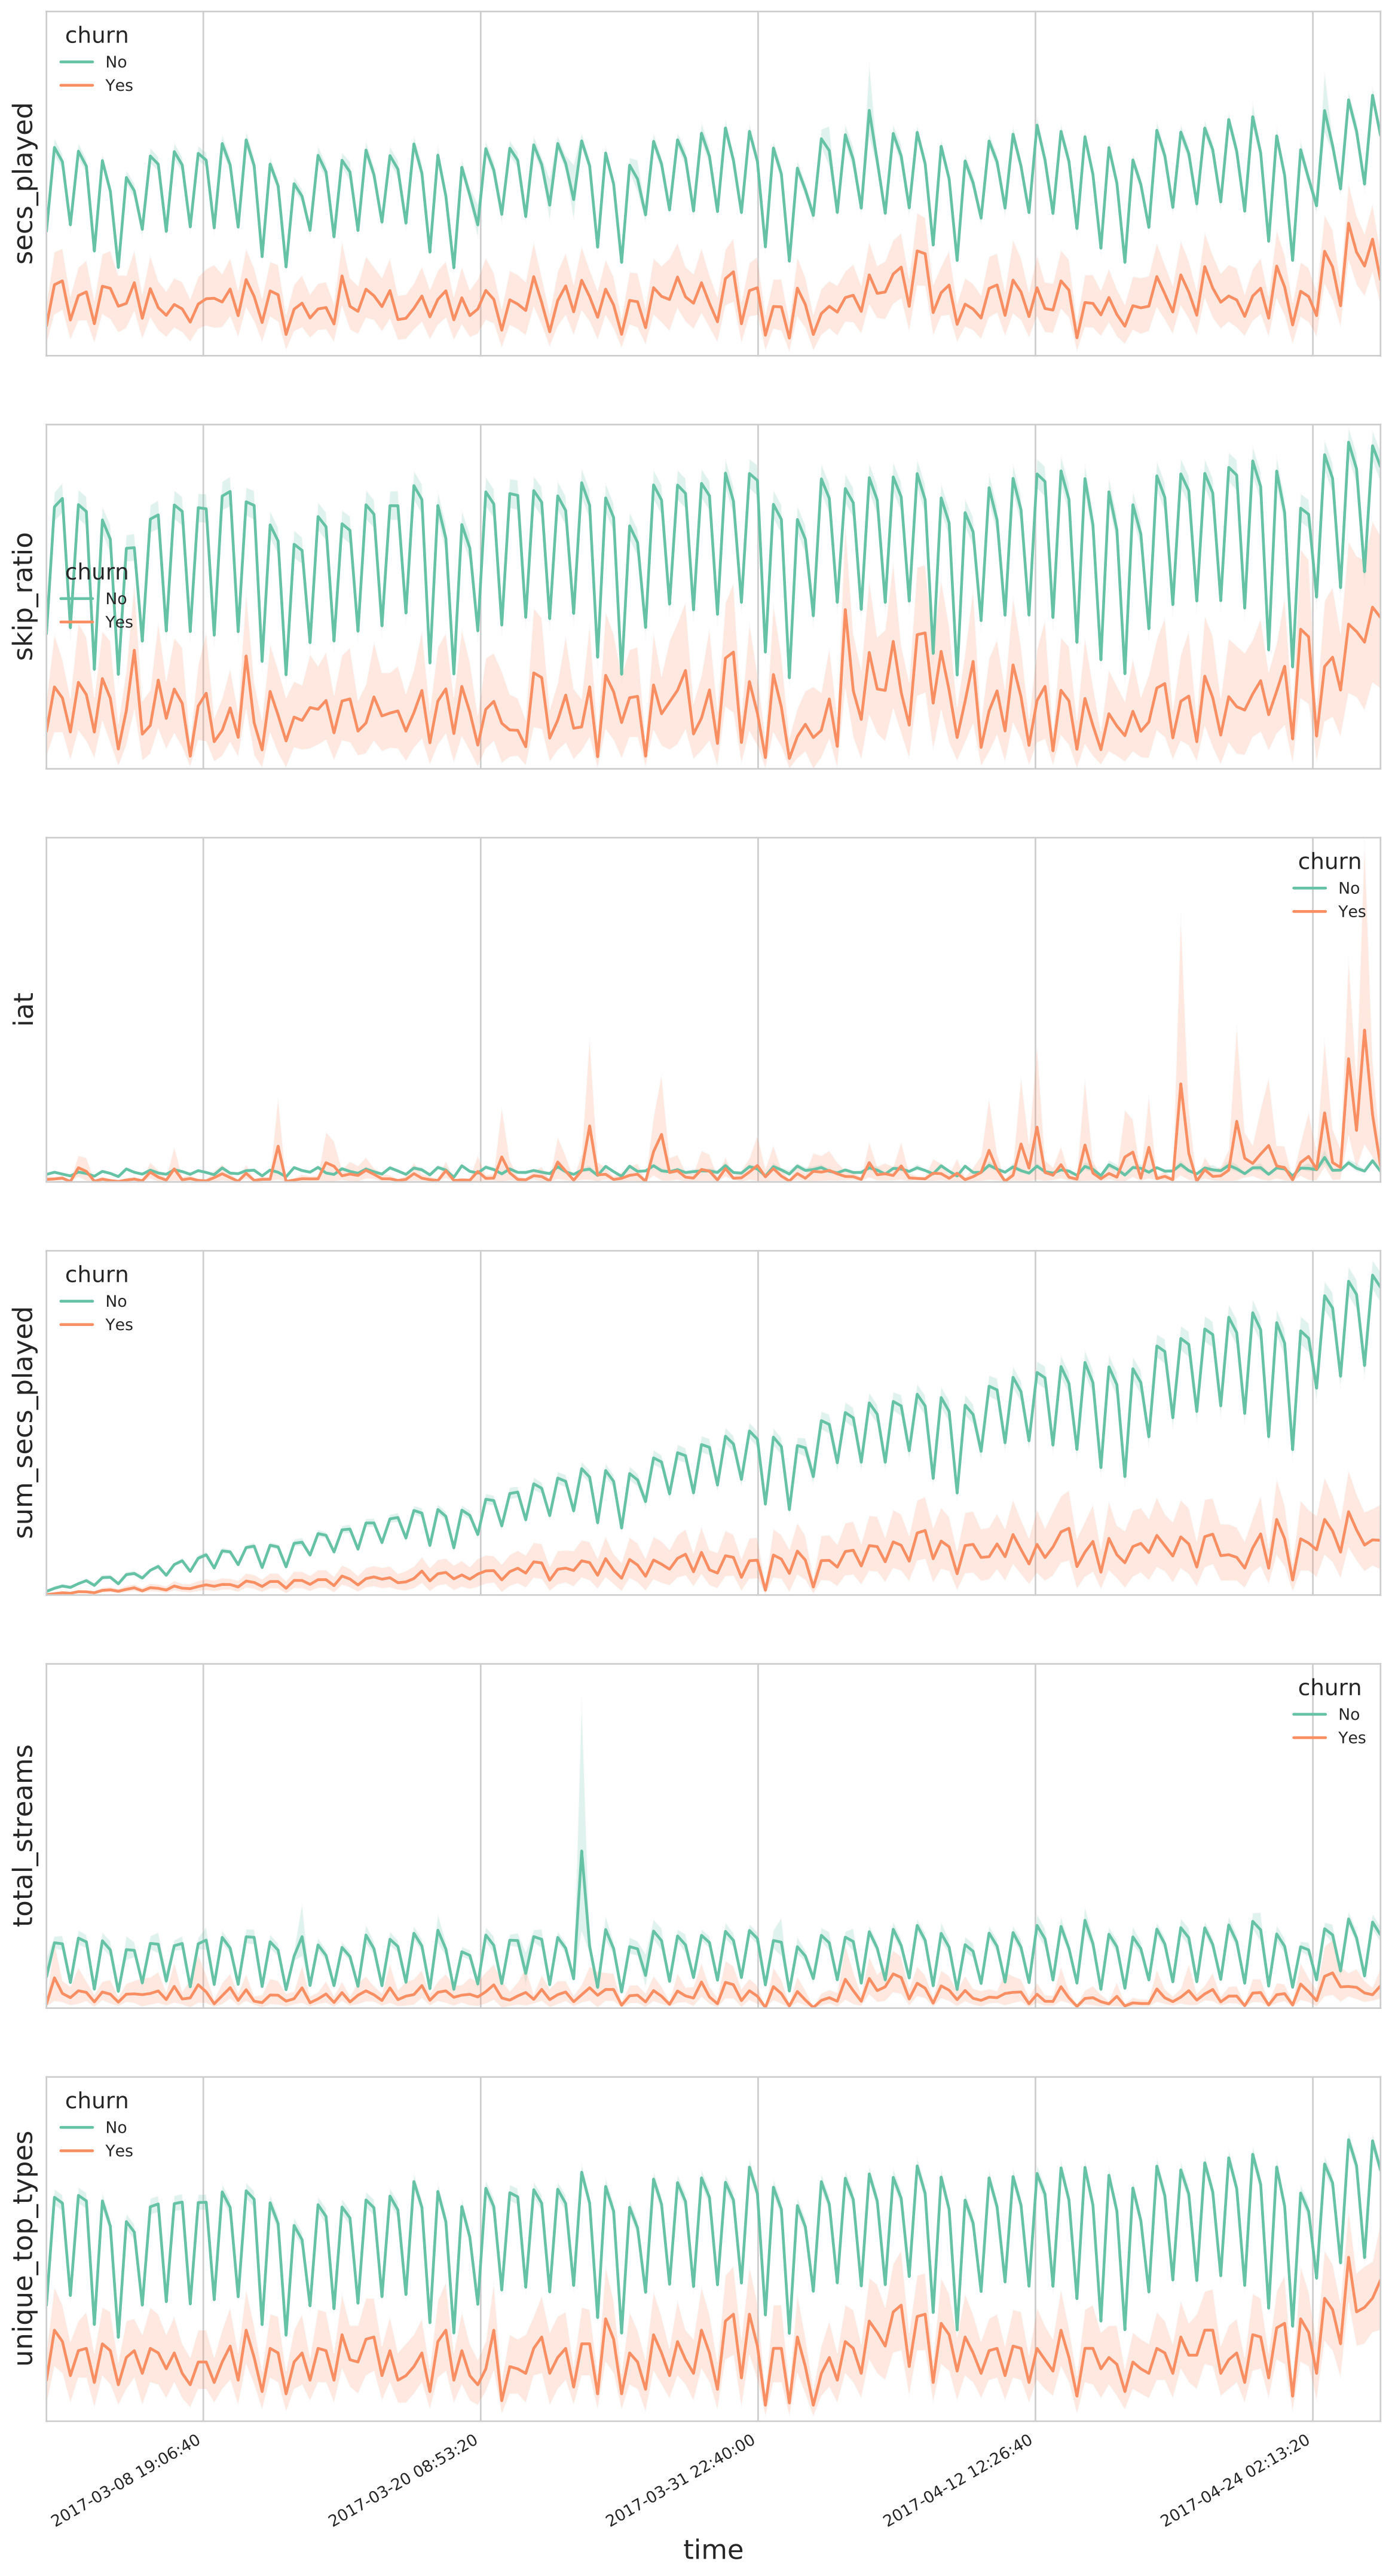 churn
No
Yes
secs_played
churn
No
Yes
skip_ratio
churn
No
Yes
iat
churn
No
Yes
sum_secs_played
churn
No
Yes
total_streams
churn
No
Yes
unique_top_types
2017-03-08 19:06:40
2017-03-20 08:53:20
2017-03-31 22:40:00
2017-04-12 12:26:40
2017-04-24 02:13:20
time